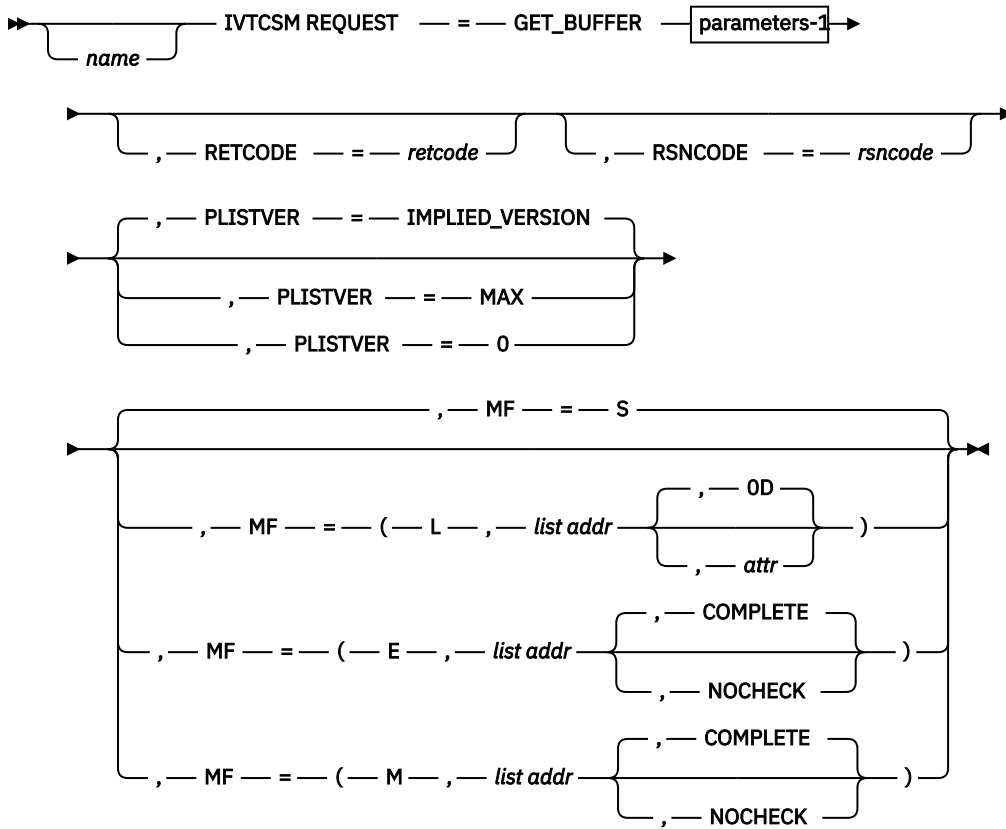 IVTCSM REQUEST = GET_BUFFER parameters-1
name
, RETCODE = retcode , RSNCODE = rsncode
, PLISTVER = IMPLIED_VERSION
, PLISTVER = MAX
, PLISTVER = 0
, MF = S
, 0D
, MF = ( L , list addr )
, attr
, COMPLETE
, MF = ( E , list addr )
, NOCHECK
, COMPLETE
, MF = ( M , list addr )
, NOCHECK